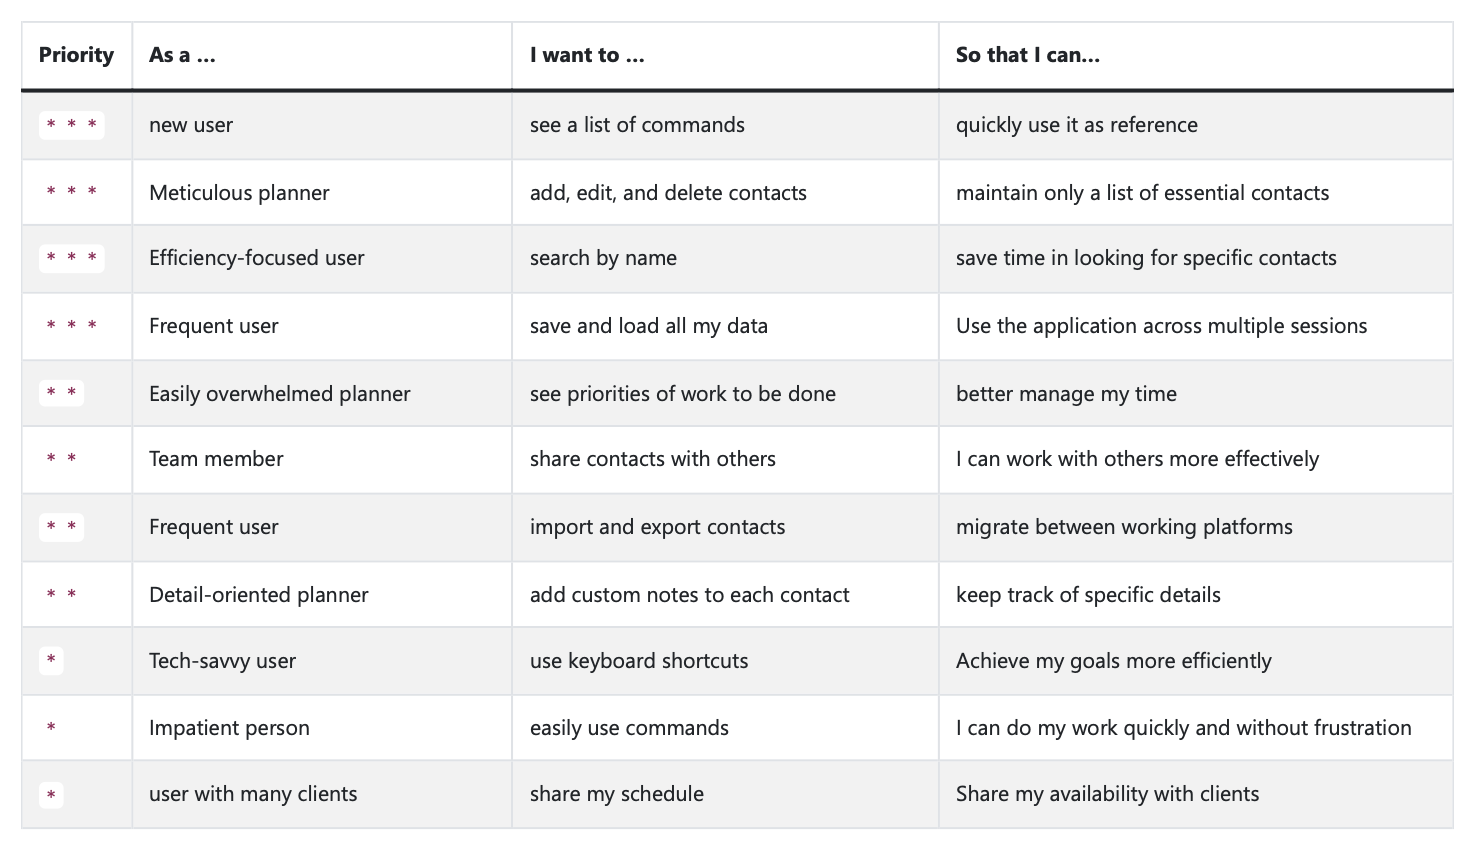 Priority As a ... I want to ... So that I can...
* * * new user see a list of commands quickly use it as reference
* * * Meticulous planner add, edit, and delete contacts maintain only a list of essential contacts
* * * Efficiency-focused user search by name save time in looking for specific contacts
* * * Frequent user save and load all my data Use the application across multiple sessions
* * Easily overwhelmed planner see priorities of work to be done better manage my time
* * Team member share contacts with others I can work with others more effectively
* * Frequent user import and export contacts migrate between working platforms
* * Detail-oriented planner add custom notes to each contact keep track of specific details
* Tech-savvy user use keyboard shortcuts Achieve my goals more efficiently
* Impatient person easily use commands I can do my work quickly and without frustration
* user with many clients share my schedule Share my availability with clients